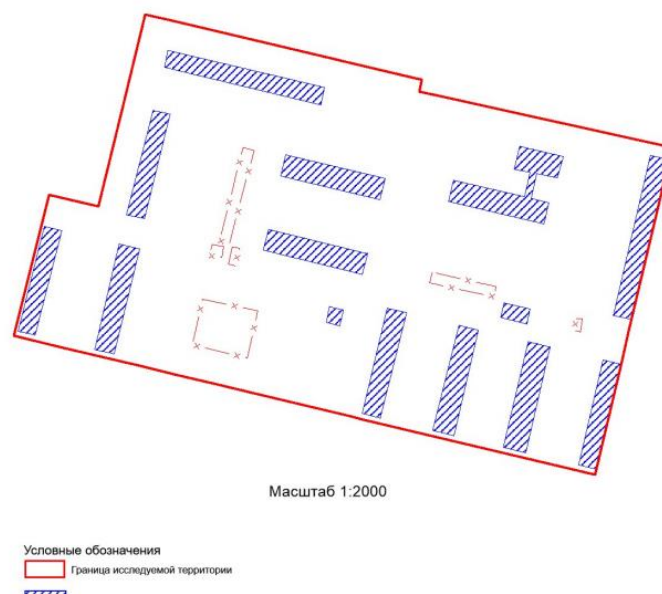 Масштаб 1:2000
Условные обозначения
Граница исследуемой территории